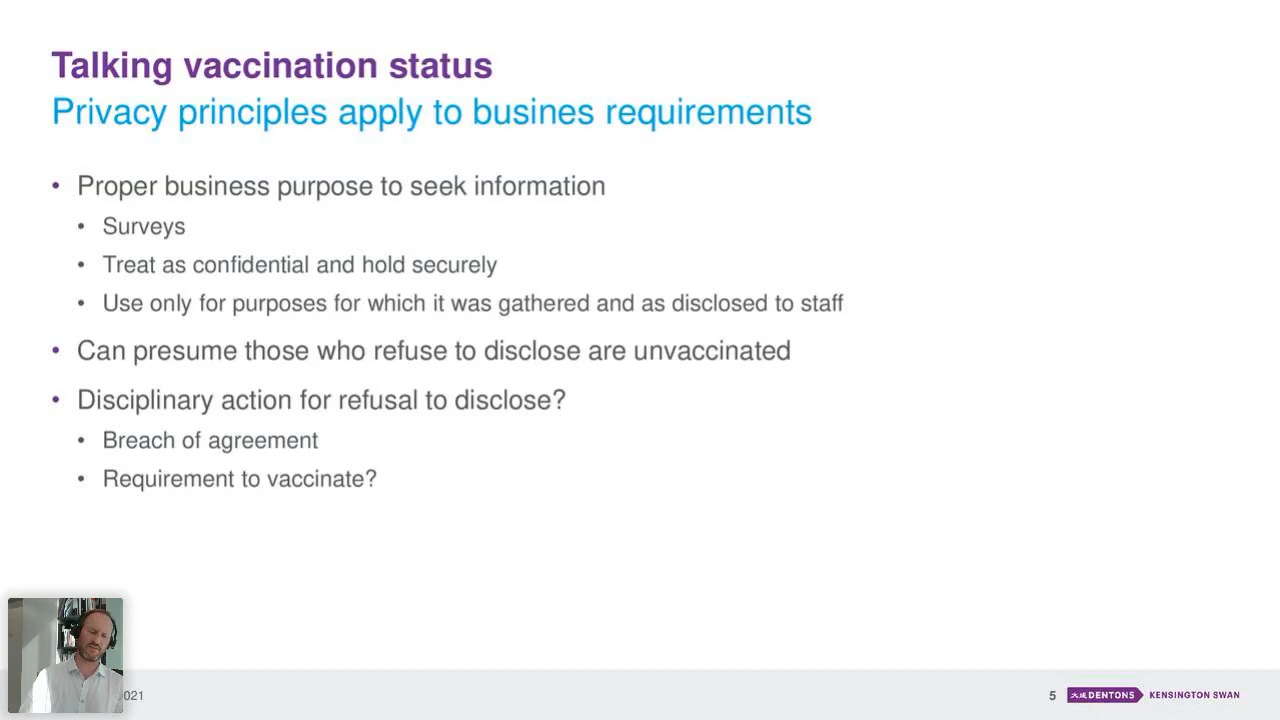 Talking vaccination status
Privacy principles apply to busines requirements
• Proper business purpose to seek information
• Surveys
• Treat as confidential and hold securely
• Use only for purposes for which it was gathered and as disclosed to staff
• Can presume those who refuse to disclose are unvaccinated
• Disciplinary action for refusal to disclose?
• Breach of agreement
• Requirement to vaccinate?
021
5
大成 DENTONS KENSINGTON SWAN